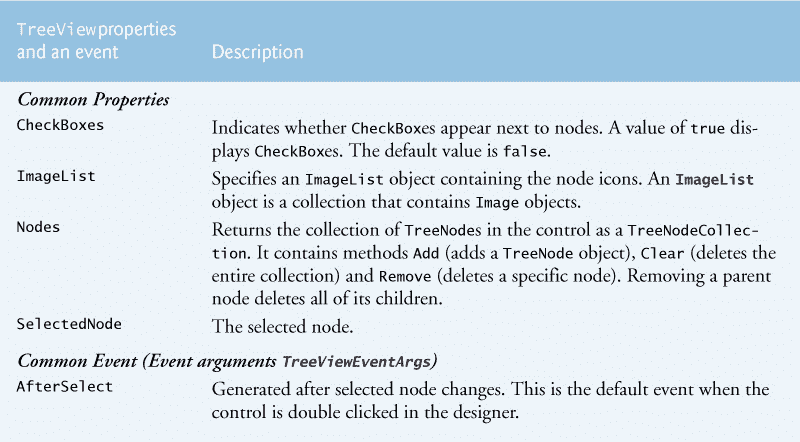 TreeView properties
and an event Description
Common Properties
CheckBoxes Indicates whether CheckBoxes appear next to nodes. A value of true dis-
plays CheckBoxes. The default value is false.
ImageList Specifies an ImageList object containing the node icons. An ImageList
object is a collection that contains Image objects.
Nodes Returns the collection of TreeNodes in the control as a TreeNodeCollec-
tion. It contains methods Add (adds a TreeNode object), Clear (deletes the
entire collection) and Remove (deletes a specific node). Removing a parent
node deletes all of its children.
SelectedNode The selected node.
Common Event (Event arguments TreeViewEventArgs)
AfterSelect Generated after selected node changes. This is the default event when the
control is double clicked in the designer.